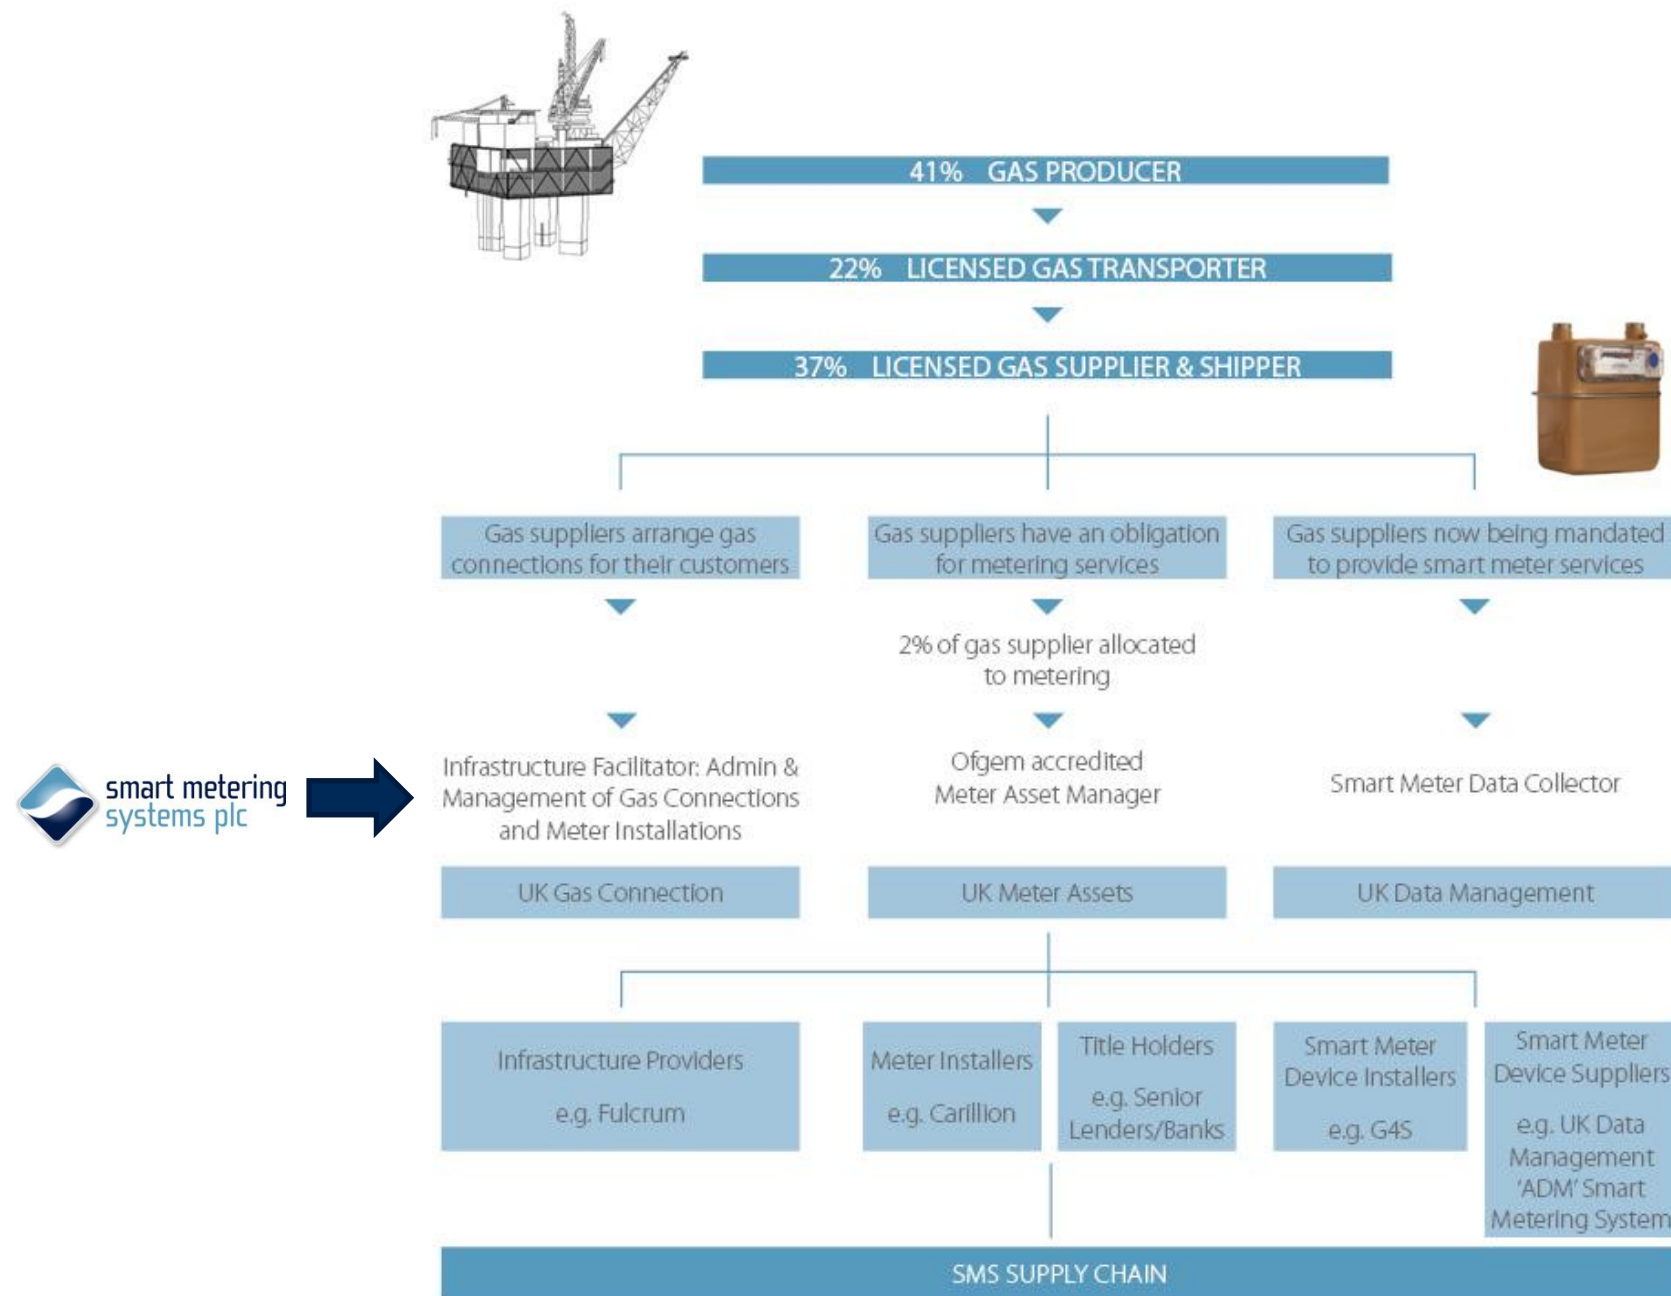 41% GAS PRODUCER
22% LICENSED GAS TRANSPORTER
37% LICENSED GAS SUPPLIER & SHIPPER
Gas suppliers arrange gas
connections for their customers
Gas suppliers have an obligation
for metering services
Gas suppliers now being mandated
to provide smart meter services
2% of gas supplier allocated
to metering
smart metering
systems plc
Infrastructure Facilitator: Admin &
Management of Gas Connections
and Meter Installations
Ofgem accredited
Meter Asset Manager
Smart Meter Data Collector
UK Gas Connection
UK Meter Assets
UK Data Management
Infrastructure Providers
e.g. Fulcrum
Meter Installers
e.g. Carillion
Title Holders
e.g. Senior
Lenders/Banks
Smart Meter
Device Installers
e.g. G4S
Smart Meter
Device Suppliers
e.g. UK Data
Management
'ADM' Smart
Metering System
SMS SUPPLY CHAIN